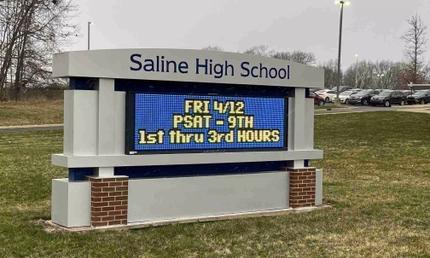 Saline High School
FRI 4/12
PSAT - 9TH
1st thru 3rd HOURS